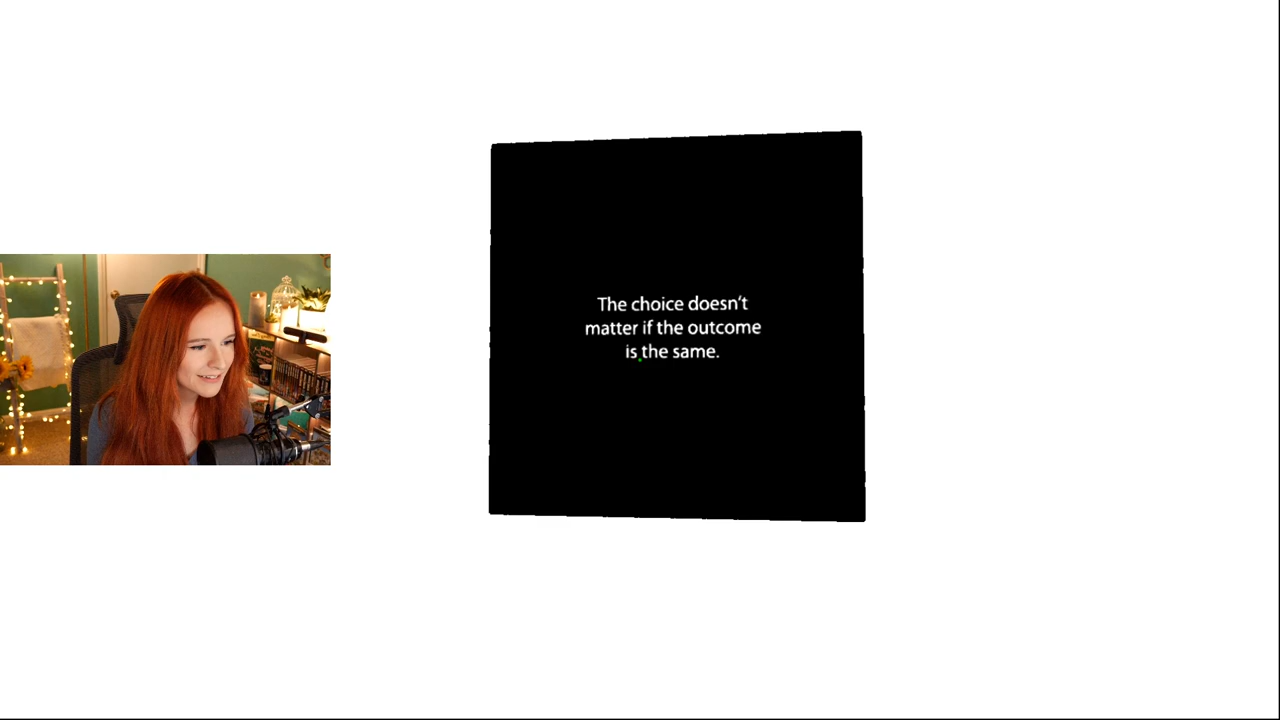 The choice doesn't
matter if the outcome
is the same.